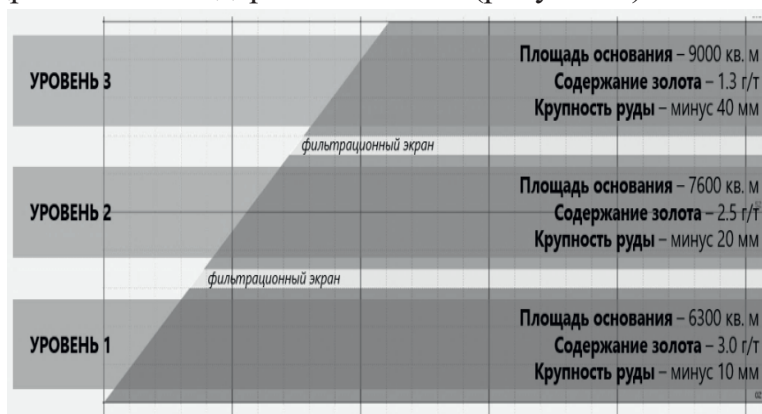 УРОВЕНЬ 3
Площадь основания – 9000 кв. м
Содержание золота – 1.3 г/т
Крупность руды – минус 40 мм
фильтрационный экран
УРОВЕНЬ 2
Площадь основания – 7600 кв. м
Содержание золота – 2.5 г/т
Крупность руды – минус 20 мм
фильтрационный экран
УРОВЕНЬ 1
Площадь основания – 6300 кв. м
Содержание золота – 3.0 г/т
Крупность руды – минус 10 мм